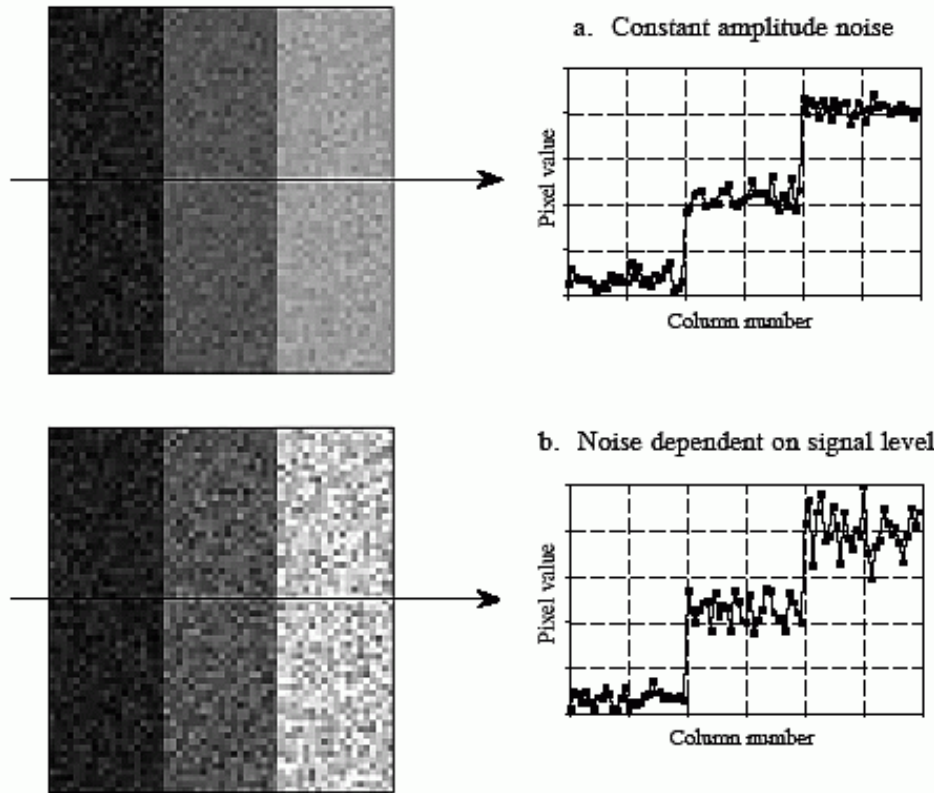 a. Constant amplitude noise
Pixel value
Column number
b. Noise dependent on signal level
Pixel value
Column number